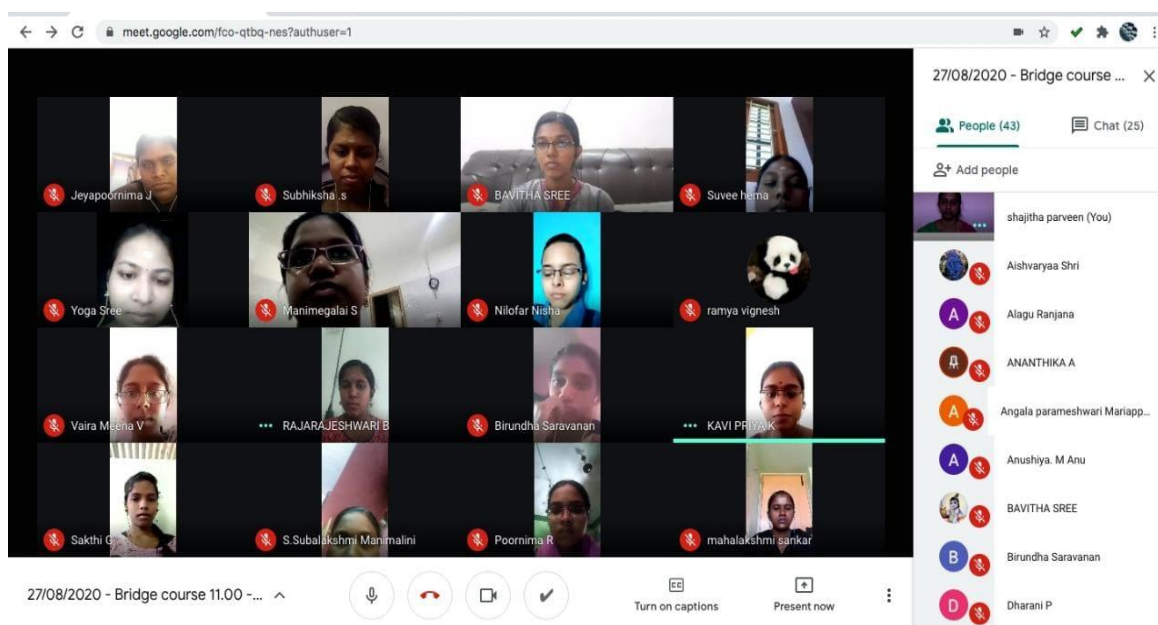 meet.google.com/fco-qtbq-nes?authuser=1
27/08/2020 - Bridge course ...
People (43) Chat (25)
Add people
Jeyapoornima J
Subhiksha .s
BAVITHA SREE
Suvee hema
Yoga Sree
Manimegalai S
Nilofar Nisha
ramya vignesh
Vaira Meena V
RAJARAJESHWARI B
Birundha Saravanan
KAVI PRIYA K
Sakthi G
S.Subalakshmi Manimalini
Poornima R
mahalakshmi sankar
shajitha parveen (You)
Aishvaryaa Shri
A
Alagu Ranjana
ANANTHIKA A
A
Angala parameshwari Mariapp...
A
Anushiya. M Anu
BAVITHA SREE
B
Birundha Saravanan
D
Dharani P
27/08/2020 - Bridge course 11.00 -...
CC
Turn on captions
Present now